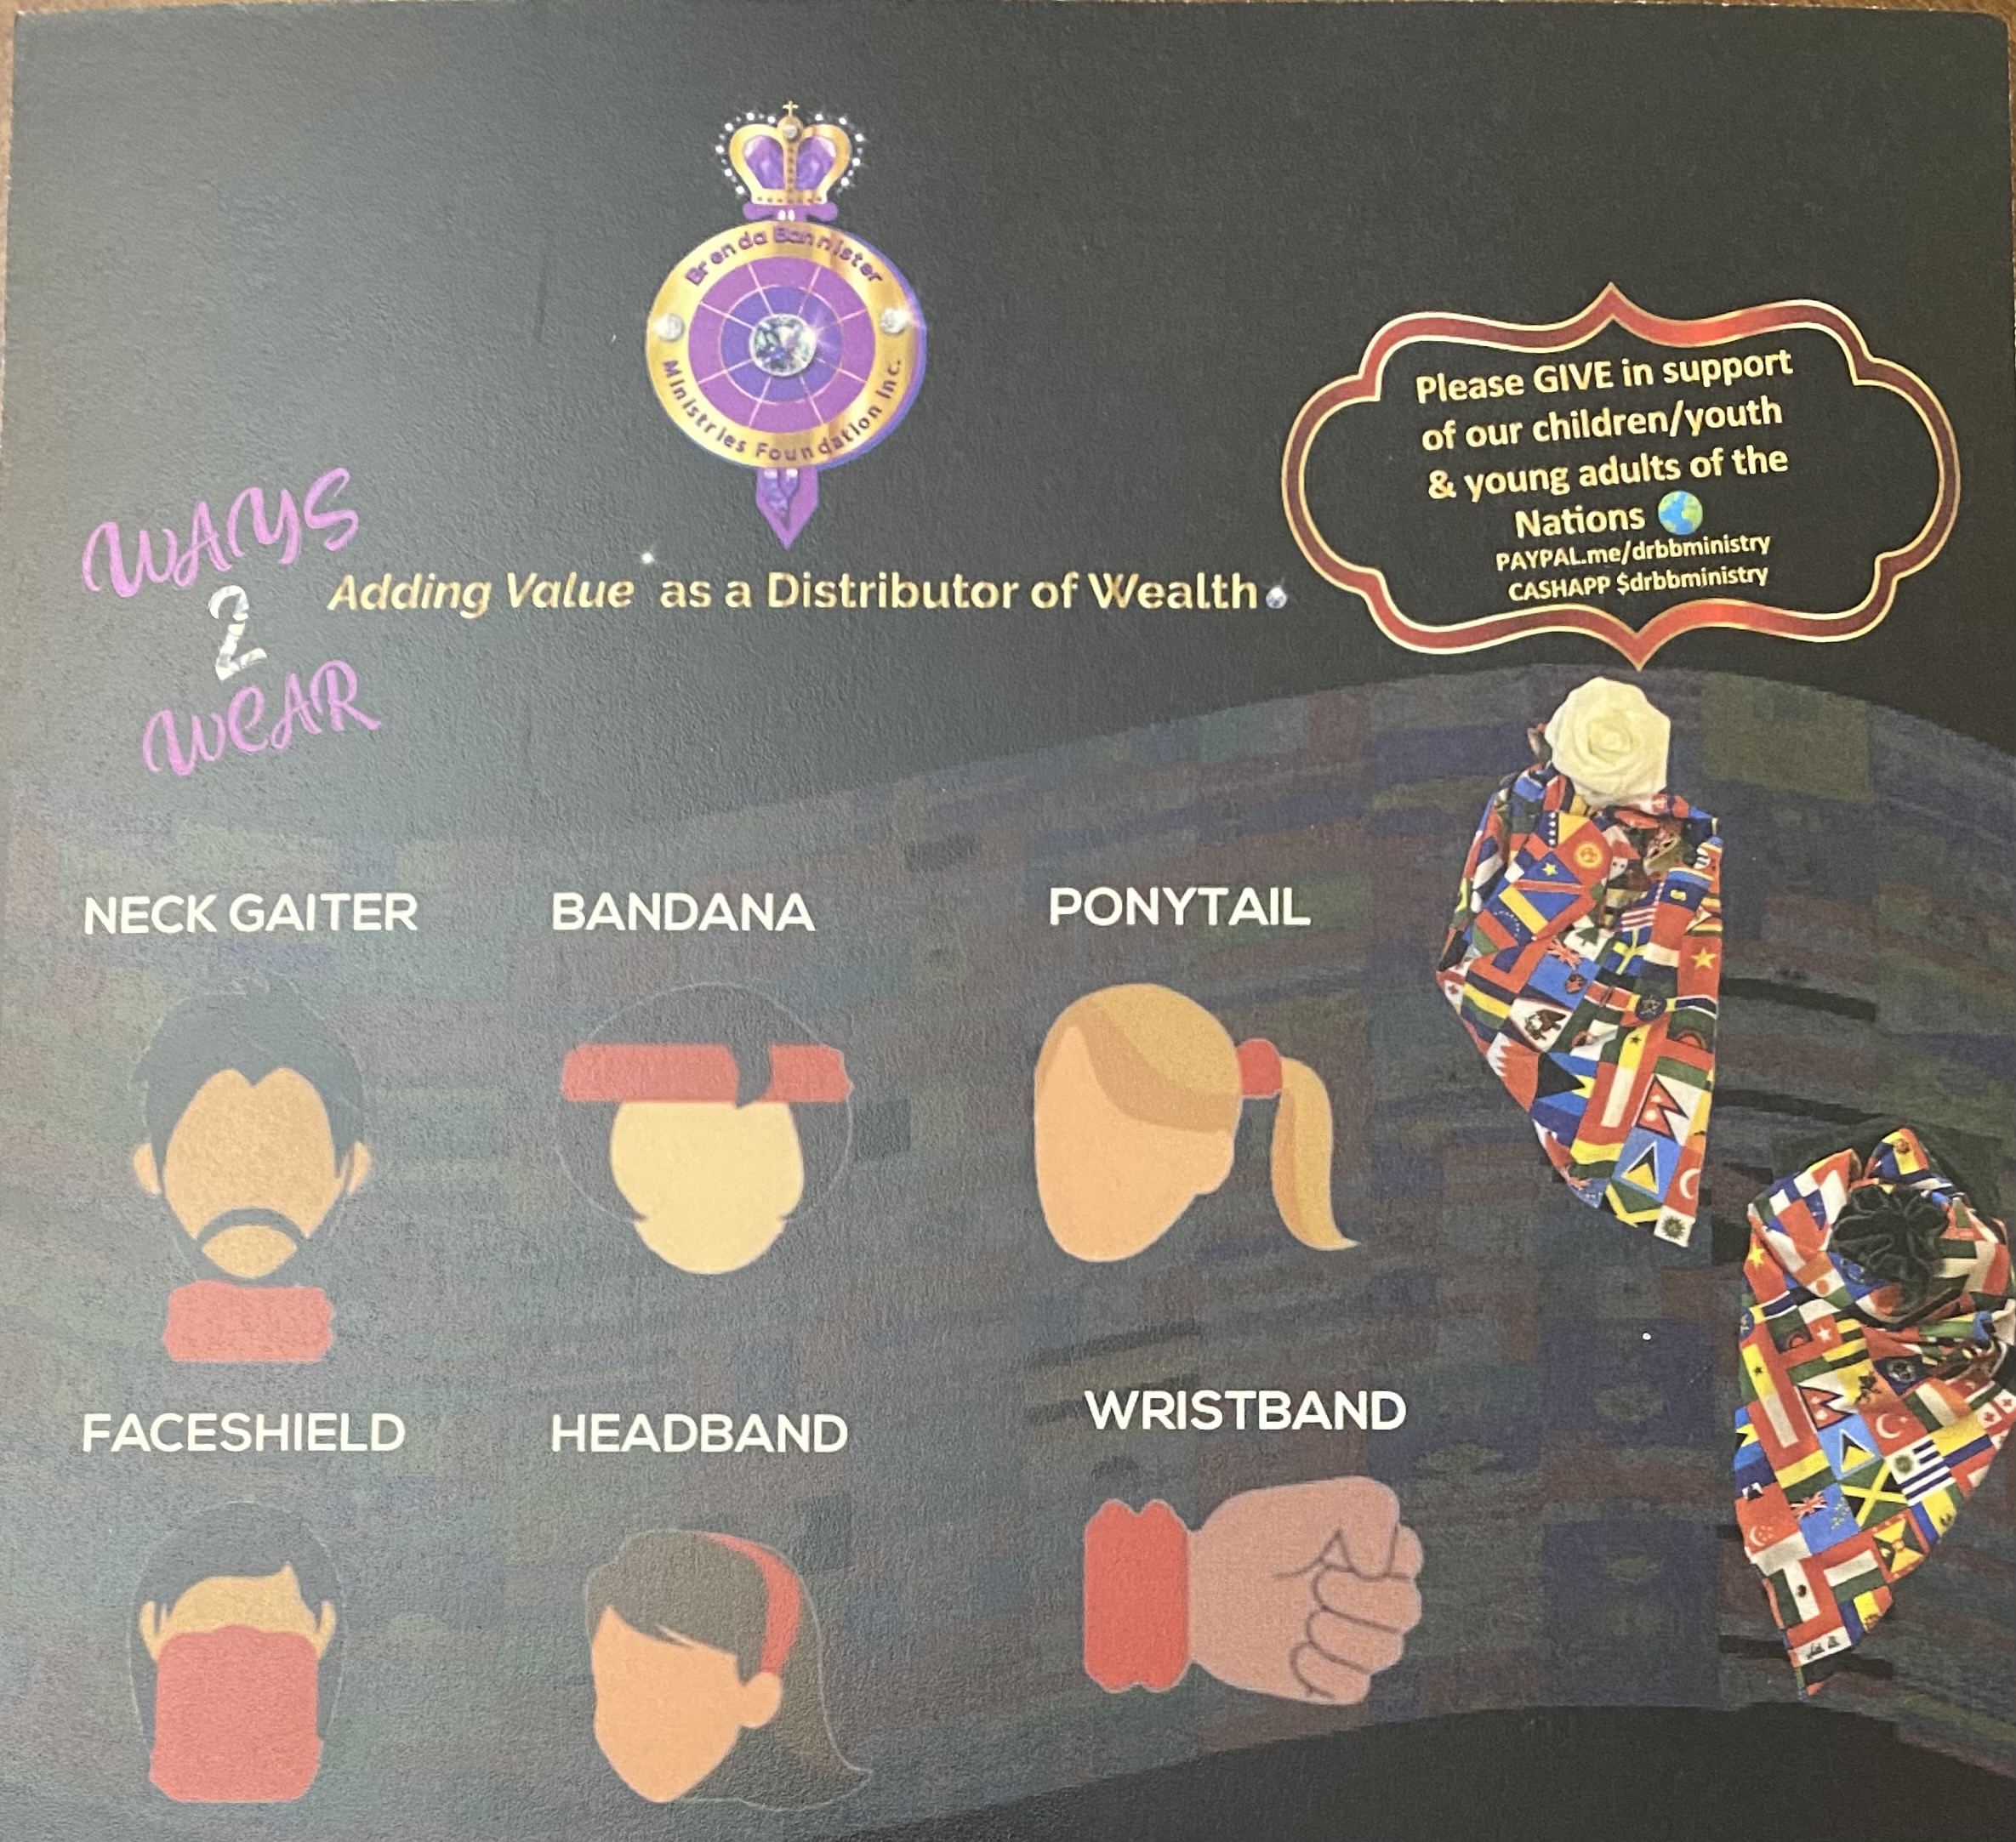 Brenda Bannister
Ministries Foundation Inc.
Please GIVE in support
of our children/youth
& young adults of the
Nations
PAYPAL.me/drbbministry
CASHAPP $drbbministry
WAYS
2
WEAR
Adding Value as a Distributor of Wealth
NECK GAITER
BANDANA
PONYTAIL
FACESHIELD
HEADBAND
WRISTBAND